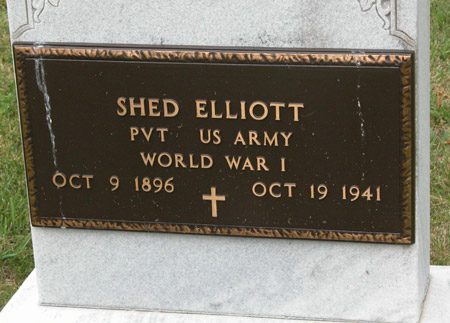 SHED ELLIOTT
PVT US ARMY
WORLD WAR I
OCT 9 1896 OCT 19 1941